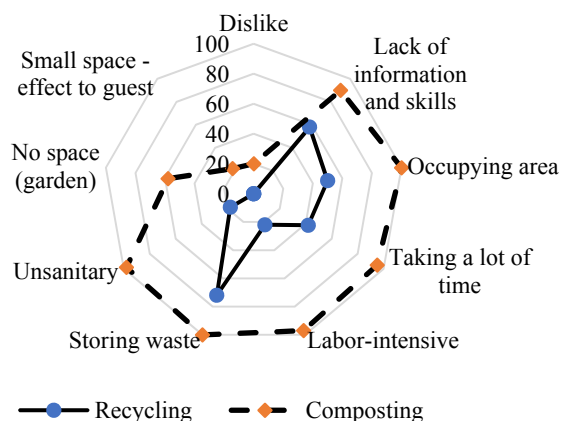 Dislike
100
80
60
40
20
0
Lack of
information
and skills
Occupying area
Taking a lot of
time
Labor-intensive
Storing waste
Unsanitary
No space
(garden)
Small space -
effect to guest
Recycling
Composting